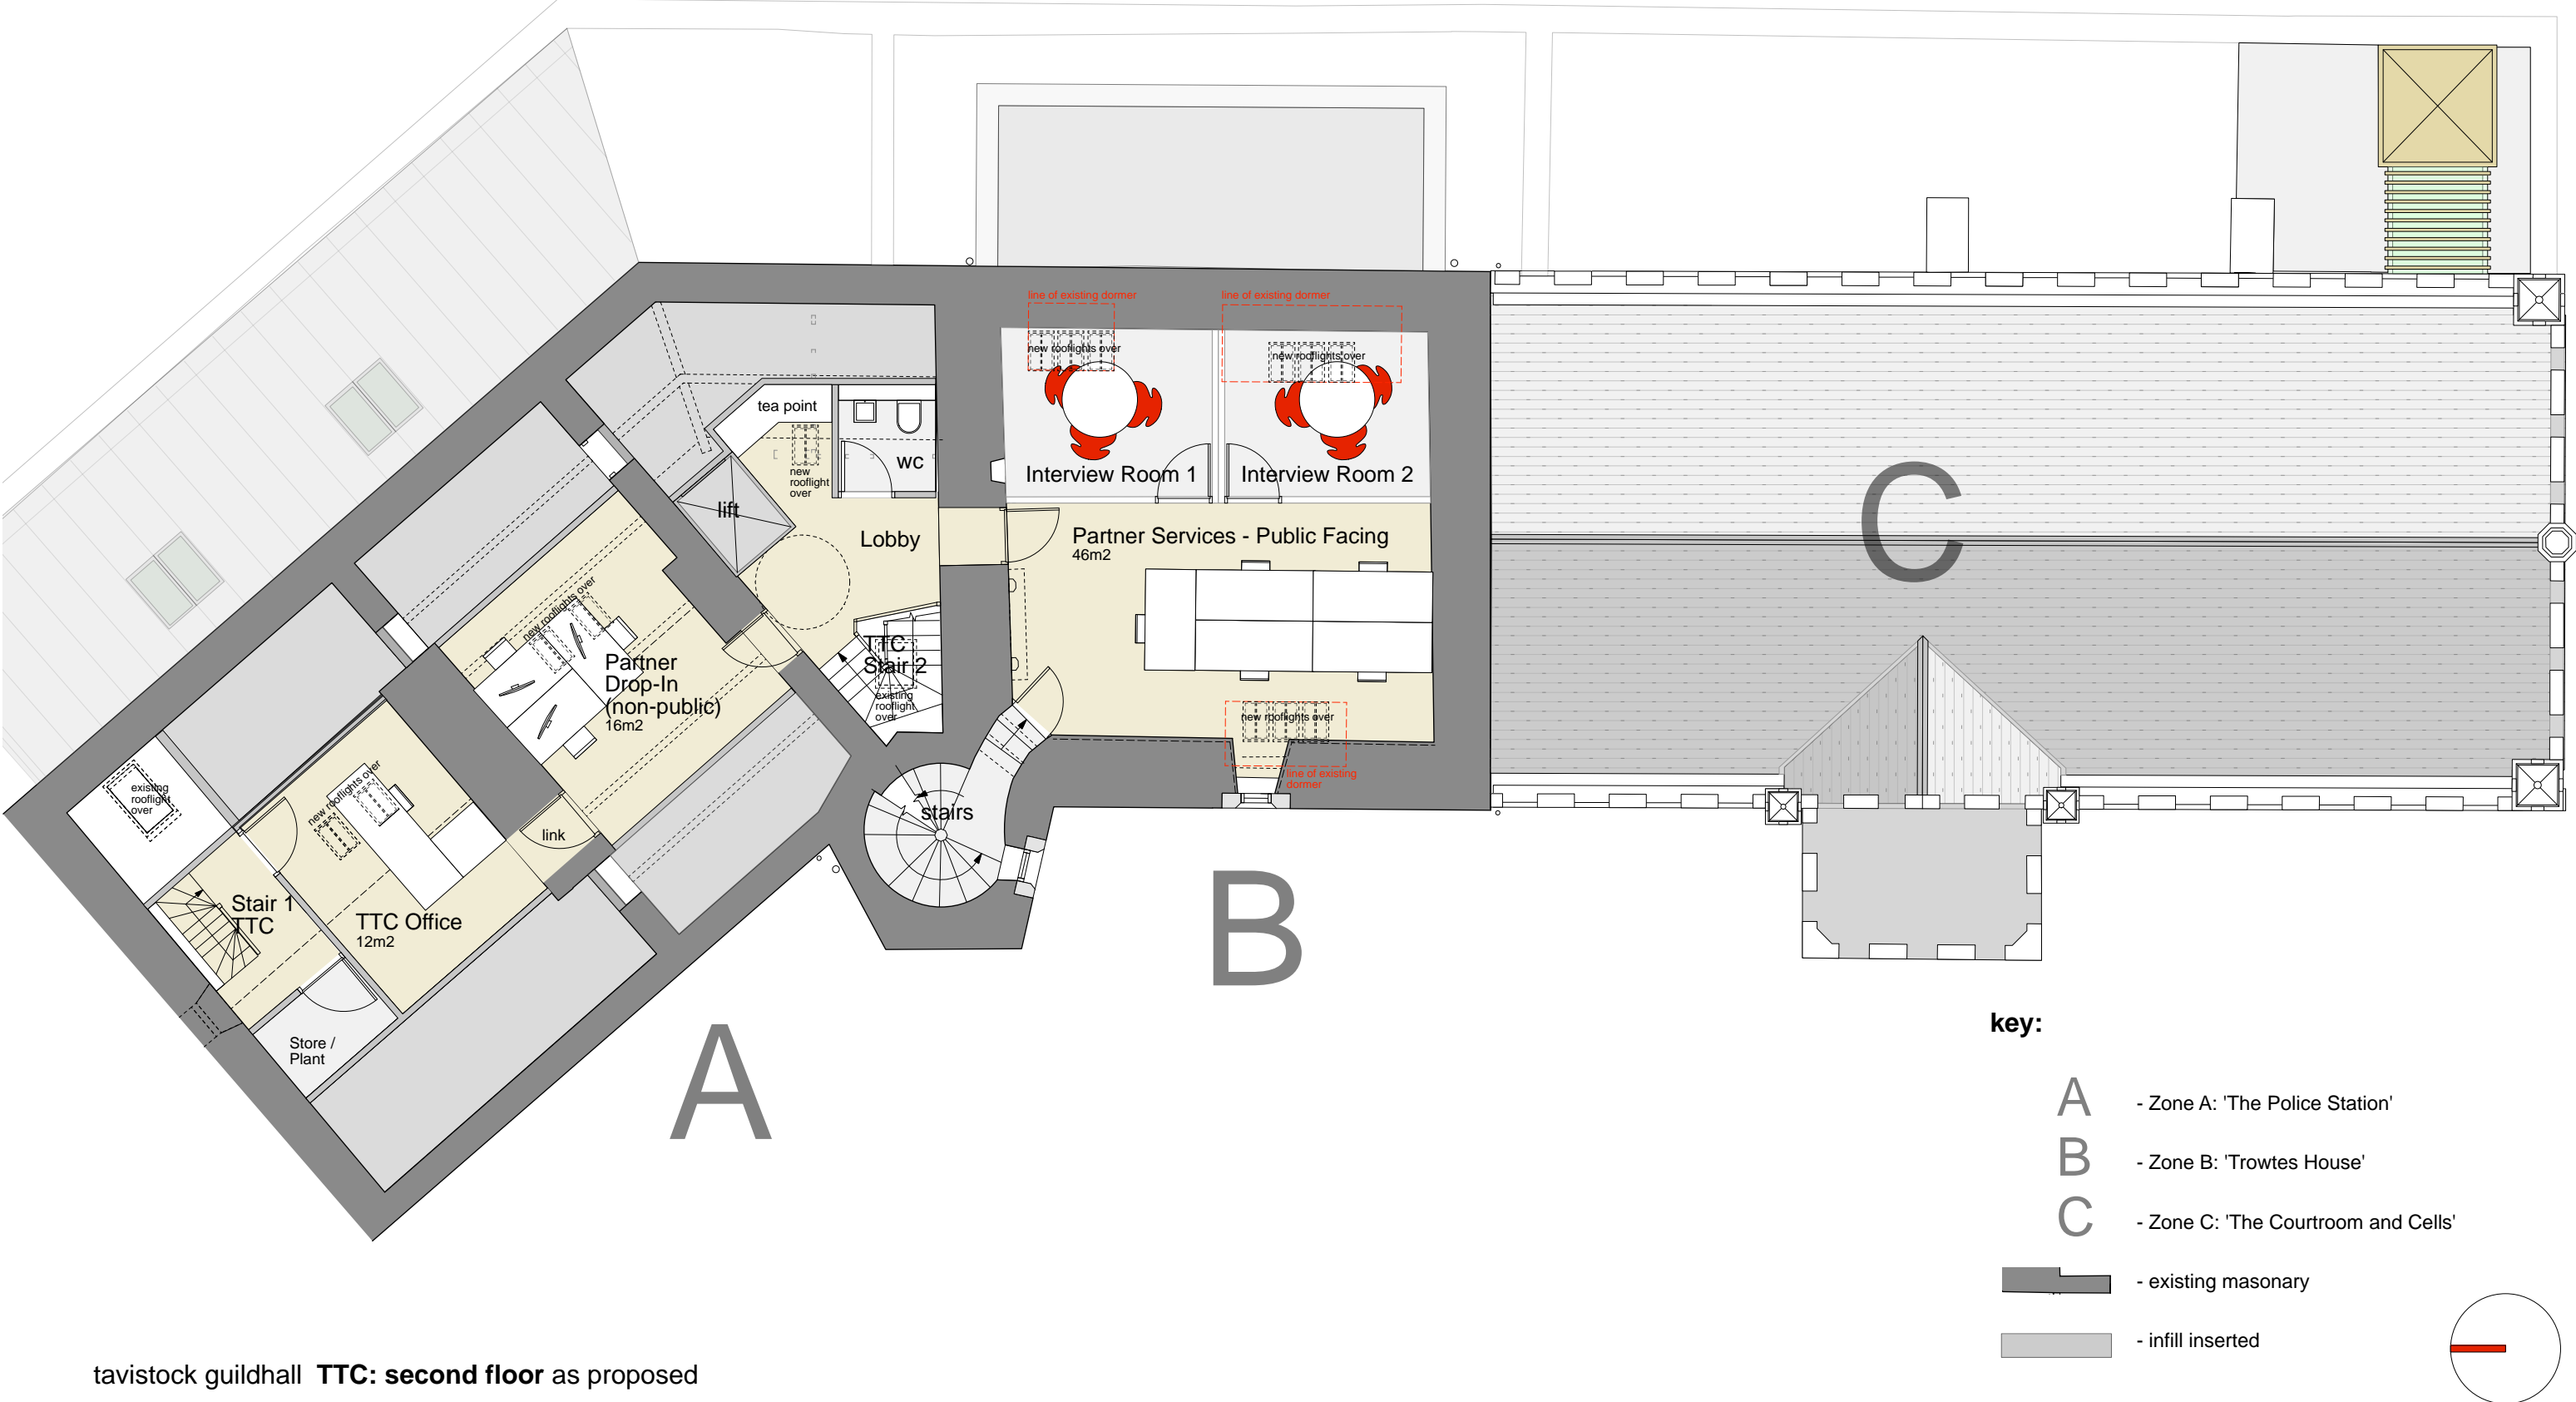 line of existing dormer
line of existing dormer
new rooflights over
new rooflights over
tea point
new
rooflight
over
wc
Interview Room 1
Interview Room 2
lift
Lobby
Partner Services - Public Facing
46m2
C
new rooflights over
Partner
Drop-In
(non-public)
16m2
TTC
Stair 2
existing
rooflight
over
new rooflights over
line of existing
dormer
existing
rooflight
over
new rooflights over
stairs
link
Stair 1
TTC
TTC Office
12m2
B
Store /
Plant
A
key:
A - Zone A: 'The Police Station'
B - Zone B: 'Trowtes House'
C - Zone C: 'The Courtroom and Cells'
- existing masonary
- infill inserted
tavistock guildhall TTC: second floor as proposed